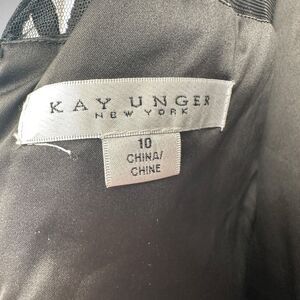 KAY UNGER
NEW YORK
10
CHINA/
CHINE